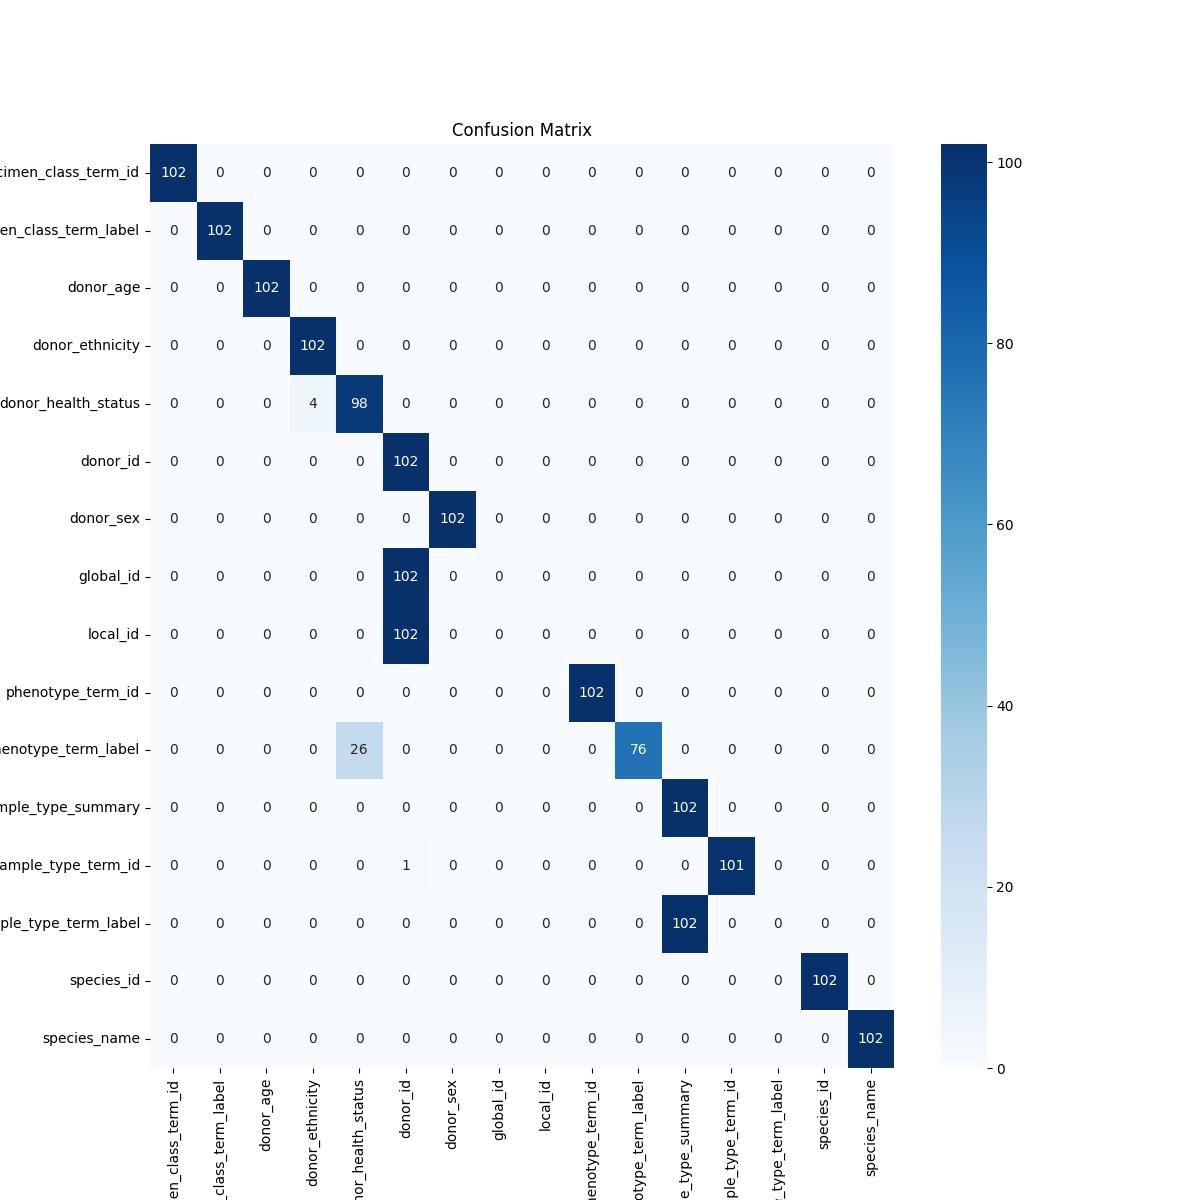 Confusion Matrix
cimen_class_term_id 102 0 0 0 0 0 0 0 0 0 0 0 0 0 0 0
en_class_term_label 0 102 0 0 0 0 0 0 0 0 0 0 0 0 0 0
donor_age 0 0 102 0 0 0 0 0 0 0 0 0 0 0 0 0
donor_ethnicity 0 0 0 102 0 0 0 0 0 0 0 0 0 0 0 0
donor_health_status 0 0 0 4 98 0 0 0 0 0 0 0 0 0 0 0
donor_id 0 0 0 0 0 102 0 0 0 0 0 0 0 0 0 0
donor_sex 0 0 0 0 0 0 102 0 0 0 0 0 0 0 0 0
global_id 0 0 0 0 0 102 0 0 0 0 0 0 0 0 0 0
local_id 0 0 0 0 0 102 0 0 0 0 0 0 0 0 0 0
phenotype_term_id 0 0 0 0 0 0 0 0 0 102 0 0 0 0 0 0
enotype_term_label 0 0 0 0 26 0 0 0 0 0 76 0 0 0 0 0
mple_type_summary 0 0 0 0 0 0 0 0 0 0 0 102 0 0 0 0
ample_type_term_id 0 0 0 0 0 1 0 0 0 0 0 0 101 0 0 0
ple_type_term_label 0 0 0 0 0 0 0 0 0 0 0 102 0 0 0 0
species_id 0 0 0 0 0 0 0 0 0 0 0 0 0 0 102 0
species_name 0 0 0 0 0 0 0 0 0 0 0 0 0 0 0 102
en_class_term_id
_class_term_label
donor_age
donor_ethnicity
nor_health_status
donor_id
donor_sex
global_id
local_id
henotype_term_id
otype_term_label
e_type_summary
ple_type_term_id
_type_term_label
species_id
species_name
100
80
60
40
20
0